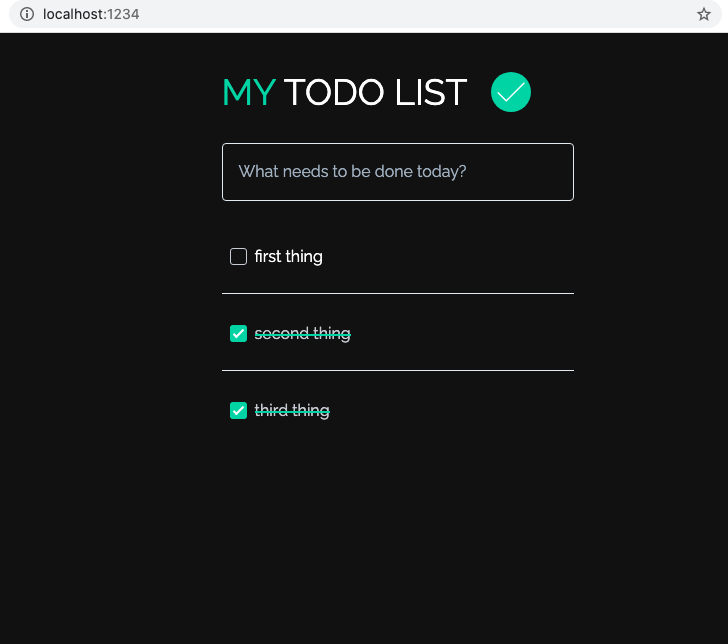 localhost:1234
MY TODO LIST
What needs to be done today?
first thing
second thing
third thing